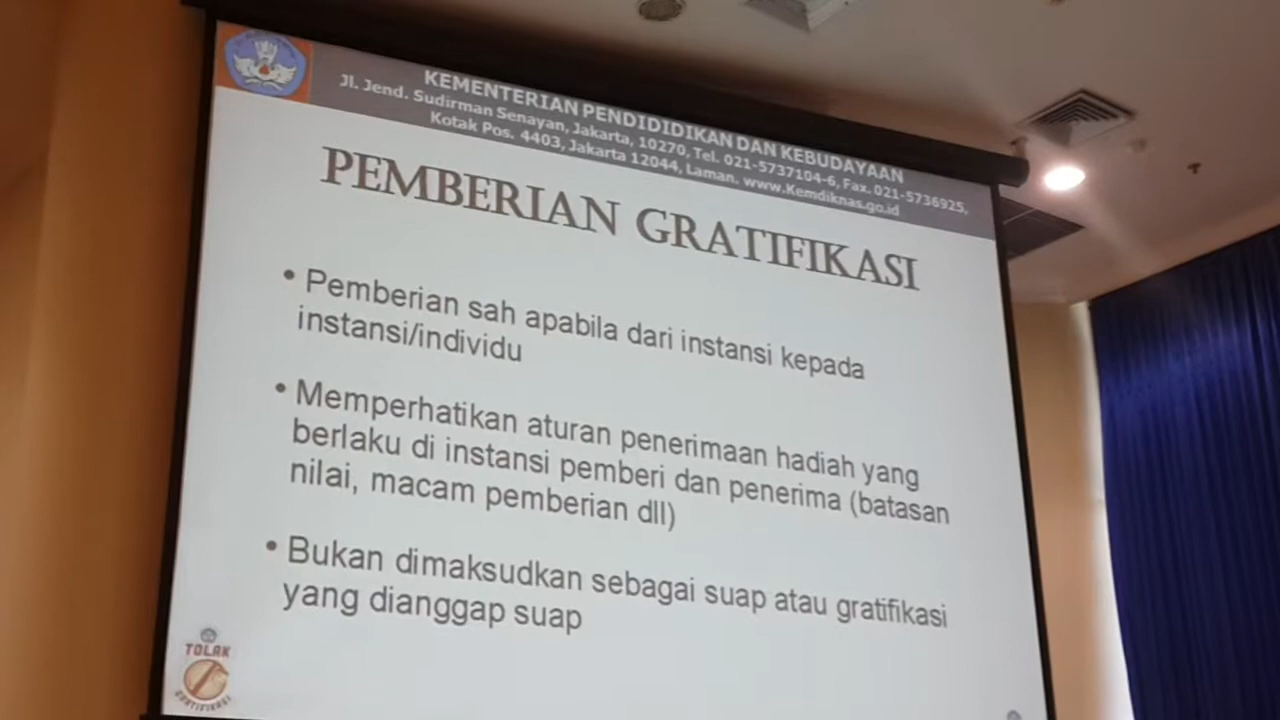 KEMENTERIAN PENDIDIDIKAN DAN KEBUDAYAAN
Jl. Jend. Sudirman Senayan, Jakarta, 10270, Tel. 021-5737104-6, Fax. 021-5736925,
Kotak Pos. 4403, Jakarta 12044, Laman. www.Kemdiknas.go.id
PEMBERIAN GRATIFIKASI
• Pemberian sah apabila dari instansi kepada
instansi/individu
• Memperhatikan aturan penerimaan hadiah yang
berlaku di instansi pemberi dan penerima (batasan
nilai, macam pemberian dll)
• Bukan dimaksudkan sebagai suap atau gratifikasi
yang dianggap suap
TOLAK
GRATIFIKASI